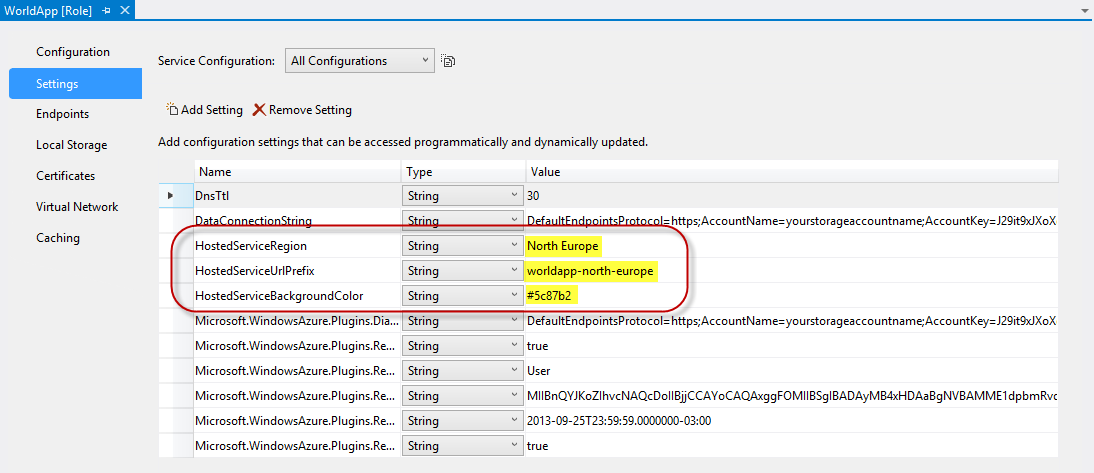 WorldApp [Role]
Configuration
Settings
Endpoints
Local Storage
Certificates
Virtual Network
Caching
Service Configuration: All Configurations
Add Setting Remove Setting
Add configuration settings that can be accessed programmatically and dynamically updated.
Name Type Value
DnsTtl String 30
DataConnectionString String DefaultEndpointsProtocol=https;AccountName=yourstorageaccountname;AccountKey=J29it9xJXoX
HostedServiceRegion String North Europe
HostedServiceUrlPrefix String worldapp-north-europe
HostedServiceBackgroundColor String #5c87b2
Microsoft.WindowsAzure.Plugins.Dia... String DefaultEndpointsProtocol=https;AccountName=yourstorageaccountname;AccountKey=J29it9xJXoX
Microsoft.WindowsAzure.Plugins.Re... String true
Microsoft.WindowsAzure.Plugins.Re... String User
Microsoft.WindowsAzure.Plugins.Re... String
Microsoft.WindowsAzure.Plugins.Re... String 2013-09-25T23:59:59.0000000-03:00
Microsoft.WindowsAzure.Plugins.Re... String true